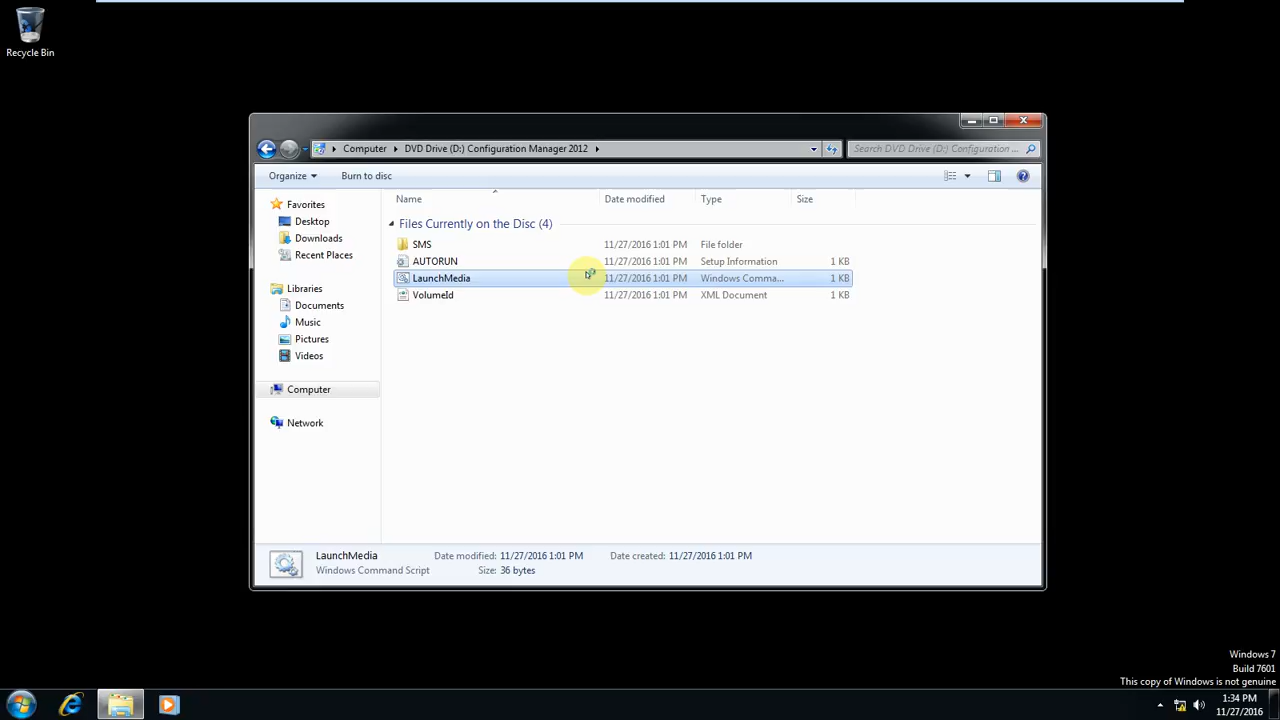 Recycle Bin
Computer
DVD Drive (D:) Configuration Manager 2012
Search DVD Drive (D:) Configuration ...
Organize
Burn to disc
Favorites
Desktop
Downloads
Recent Places
Libraries
Documents
Music
Pictures
Videos
Computer
Network
Name Date modified Type Size
Files Currently on the Disc (4)
SMS 11/27/2016 1:01 PM File folder
AUTORUN 11/27/2016 1:01 PM Setup Information 1 KB
LaunchMedia 11/27/2016 1:01 PM Windows Comma... 1 KB
VolumeId 11/27/2016 1:01 PM XML Document 1 KB
LaunchMedia Date modified: 11/27/2016 1:01 PM Date created: 11/27/2016 1:01 PM
Windows Command Script Size: 36 bytes
Windows 7
Build 7601
This copy of Windows is not genuine
1:34 PM
11/27/2016